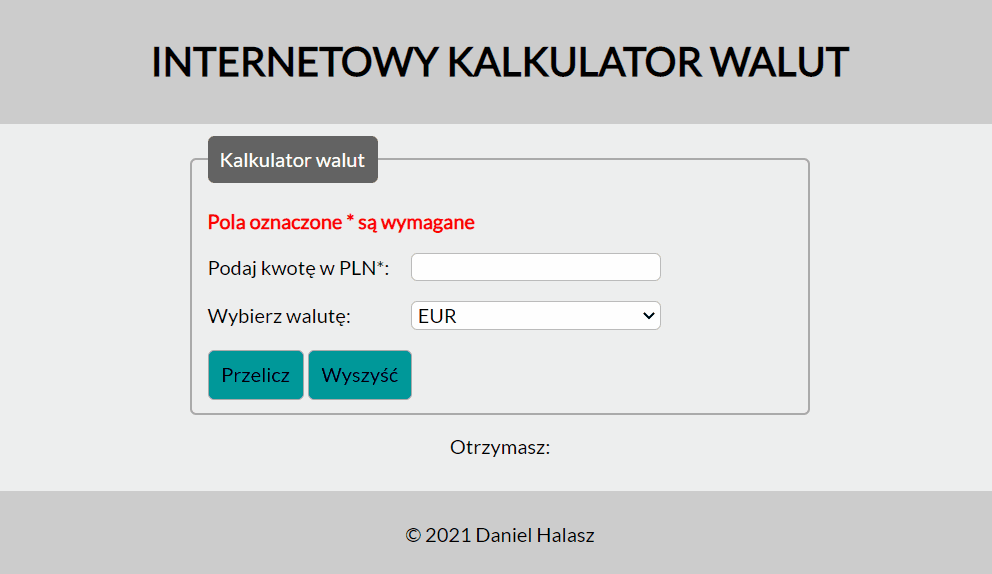 INTERNETOWY KALKULATOR WALUT
Kalkulator walut
Pola oznaczone * są wymagane
Podaj kwotę w PLN*:
Wybierz walutę:
EUR
Przelicz
Wyszyść
Otrzymasz:
© 2021 Daniel Halasz